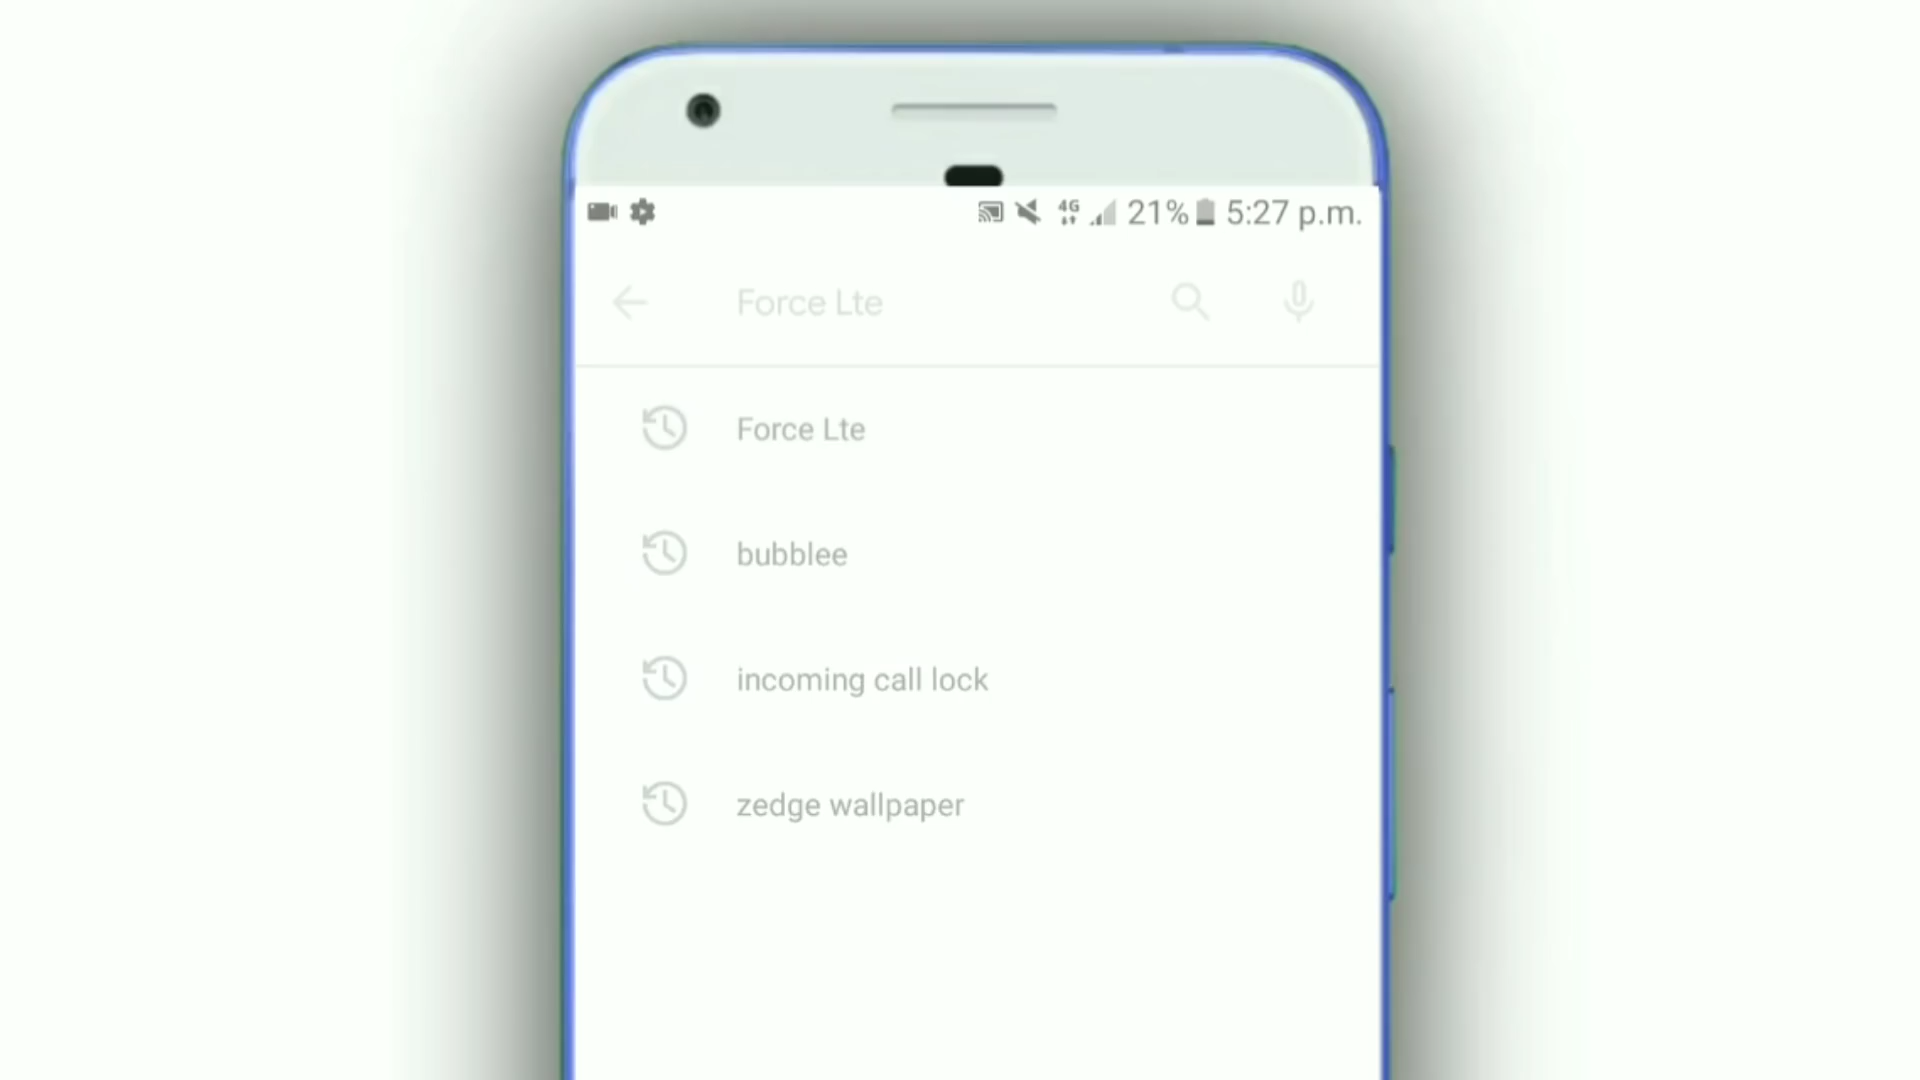 4G 21% 5:27 p.m.
Force Lte
Force Lte
bubblee
incoming call lock
zedge wallpaper